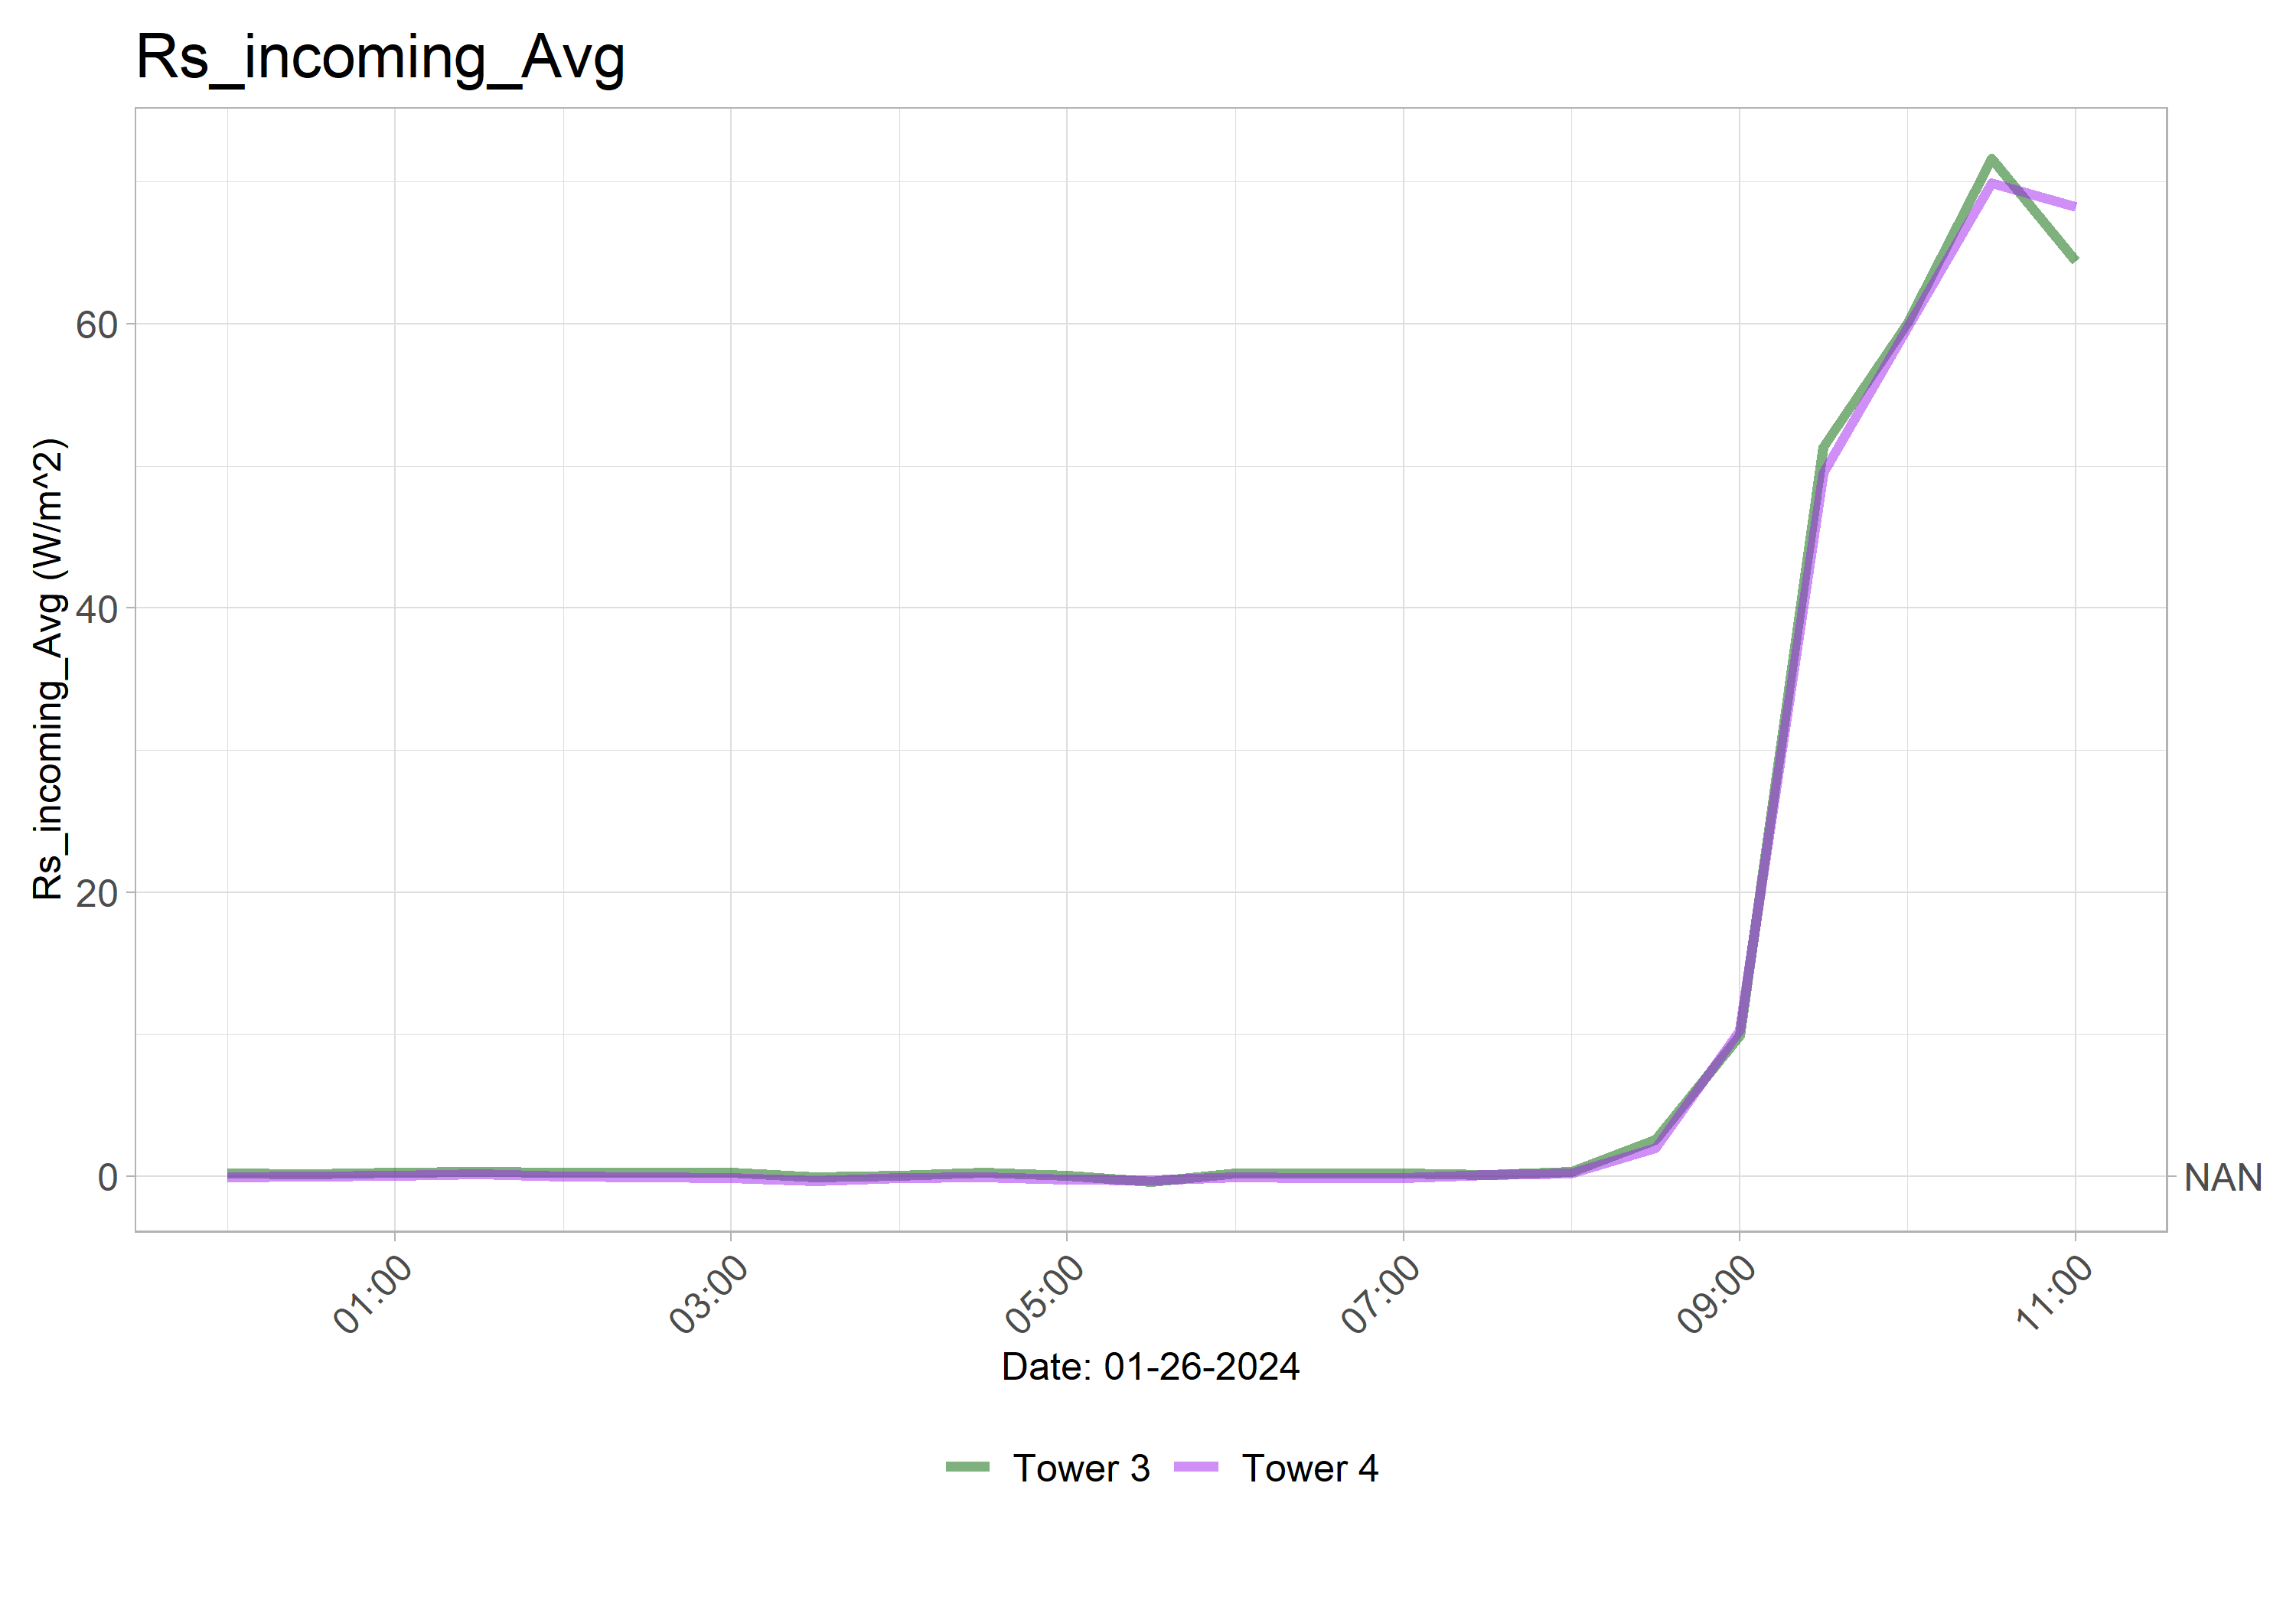 Rs_incoming_Avg
Rs_incoming_Avg (W/m^2)
60
40
20
0
NAN
01:00
03:00
05:00
07:00
09:00
11:00
Date: 01-26-2024
Tower 3
Tower 4